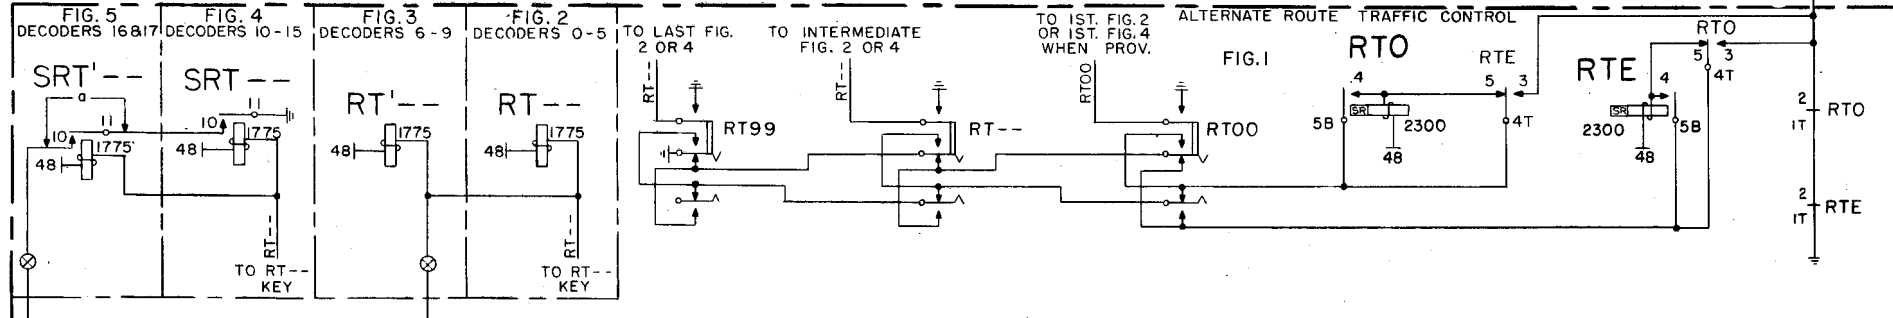 FIG. 5
DECODERS 16&17
SRT'--
a
11
10
1775
48
FIG. 4
DECODERS 10-15
SRT--
11
10
1775
48
RT--
TO RT--
KEY
FIG. 3
DECODERS 6-9
RT'--
1775
48
FIG. 2
DECODERS 0-5
RT--
1775
48
RT--
TO RT--
KEY
TO LAST FIG.
2 OR 4
RT--
RT99
TO INTERMEDIATE
FIG. 2 OR 4
RT--
RT--
TO 1ST. FIG. 2
OR 1ST. FIG. 4
WHEN PROV.
RT00
RT00
ALTERNATE ROUTE TRAFFIC CONTROL
FIG. 1
RTO
4
SR
5B
2300
48
RTE
5 3
4T
RTE
4
SR
2300
5B
48
RTO
5 3
4T
2
1T
RTO
2
1T
RTE